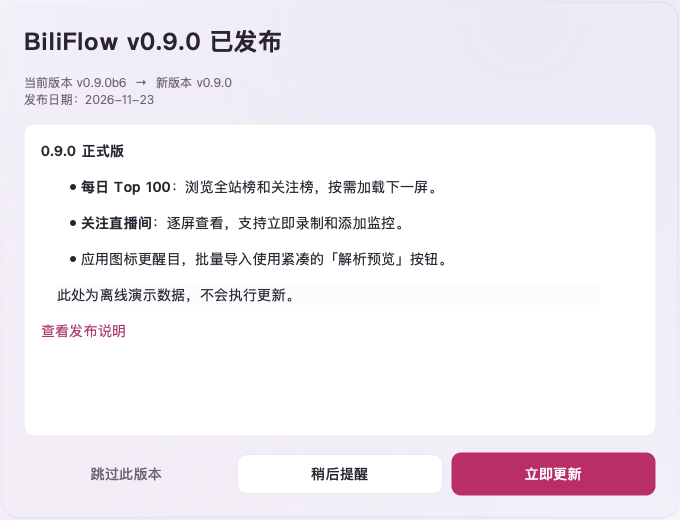 BiliFlow v0.9.0 已发布
当前版本 v0.9.0b6 → 新版本 v0.9.0
发布日期：2026-11-23
0.9.0 正式版
• 每日 Top 100：浏览全站榜和关注榜，按需加载下一屏。
• 关注直播间：逐屏查看，支持立即录制和添加监控。
• 应用图标更醒目，批量导入使用紧凑的「解析预览」按钮。
此处为离线演示数据，不会执行更新。
查看发布说明
跳过此版本
稍后提醒
立即更新